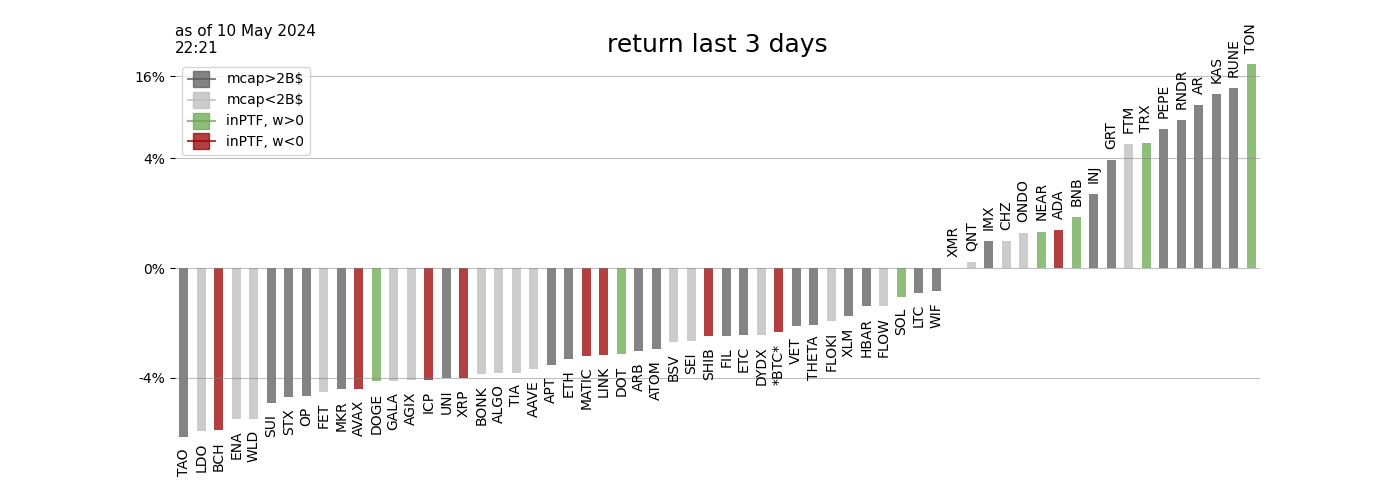 as of 10 May 2024
22:21
return last 3 days
mcap>2B$
mcap<2B$
inPTF, w>0
inPTF, w<0
16%
4%
0%
-4%
TAO
LDO
BCH
ENA
WLD
SUI
STX
OP
FET
MKR
AVAX
DOGE
GALA
AGIX
ICP
UNI
XRP
BONK
ALGO
TIA
AAVE
APT
ETH
MATIC
LINK
DOT
ARB
ATOM
BSV
SEI
SHIB
FIL
ETC
DYDX
*BTC*
VET
THETA
FLOKI
XLM
HBAR
FLOW
SOL
LTC
WIF
XMR
QNT
IMX
CHZ
ONDO
NEAR
ADA
BNB
INJ
GRT
FTM
TRX
PEPE
RNDR
AR
KAS
RUNE
TON